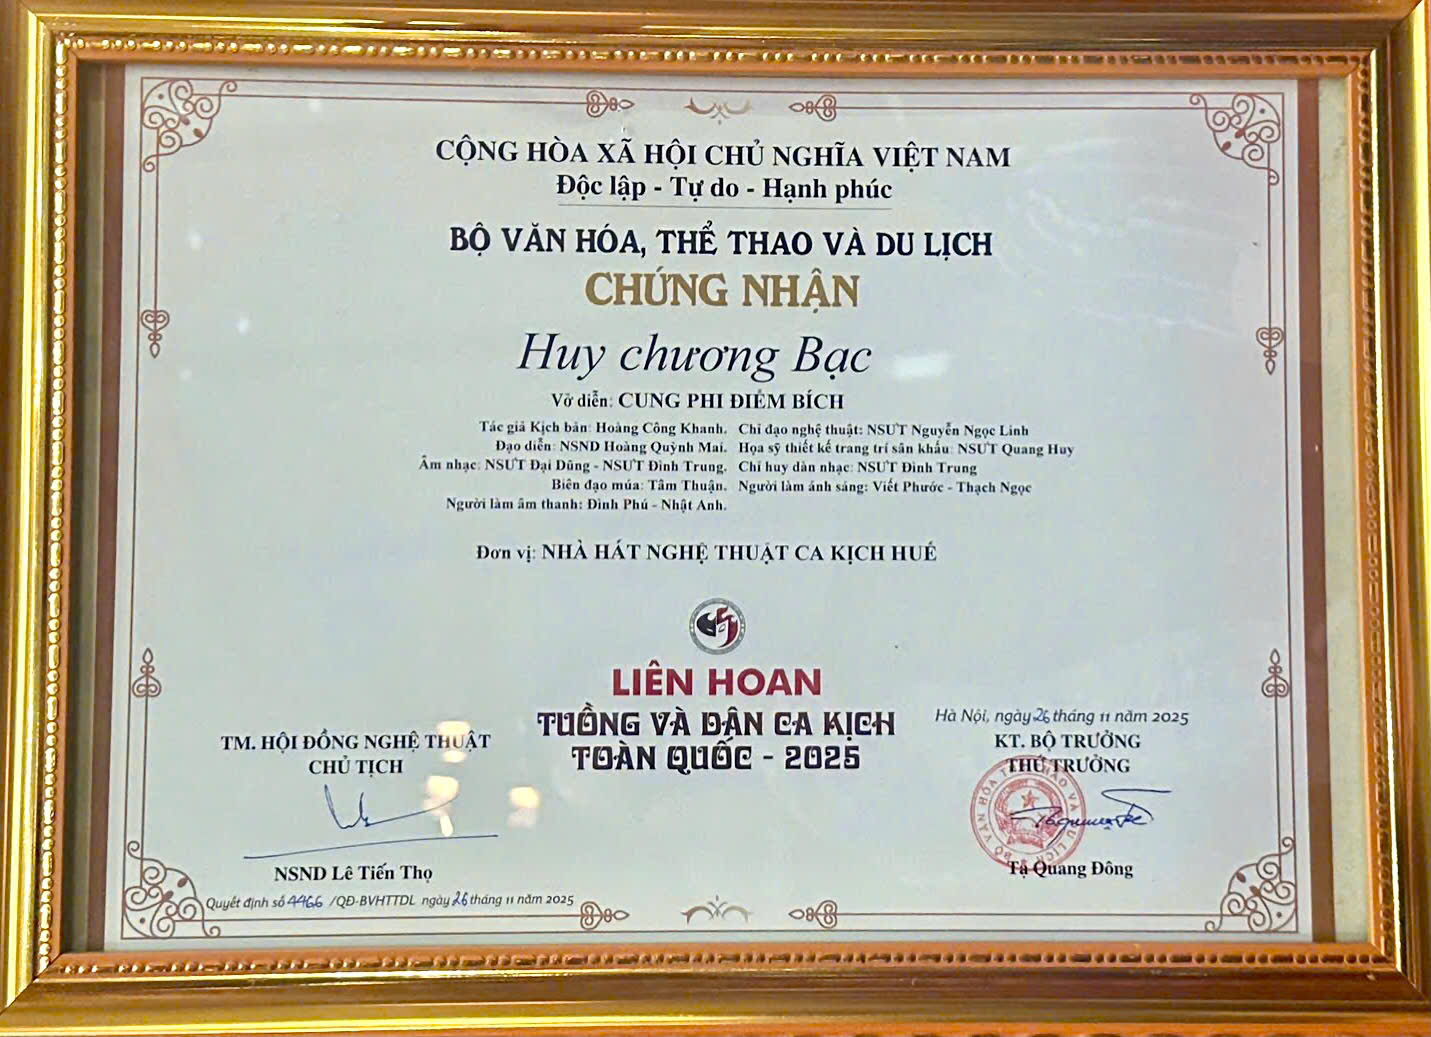 CỘNG HÒA XÃ HỘI CHỦ NGHĨA VIỆT NAM
Độc lập - Tự do - Hạnh phúc
BỘ VĂN HÓA, THỂ THAO VÀ DU LỊCH
CHỨNG NHẬN
Huy chương Bạc
Vở diễn: CUNG PHI ĐIỂM BÍCH
Tác giả Kịch bản: Hoàng Công Khanh. Chỉ đạo nghệ thuật: NSƯT Nguyễn Ngọc Linh
Đạo diễn: NSND Hoàng Quỳnh Mai. Họa sỹ thiết kế trang trí sân khấu: NSƯT Quang Huy
Âm nhạc: NSƯT Đại Dũng - NSƯT Đình Trung. Chỉ huy dàn nhạc: NSƯT Đình Trung
Biên đạo múa: Tâm Thuận. Người làm ánh sáng: Viết Phước - Thạch Ngọc
Người làm âm thanh: Đình Phú - Nhật Anh.
Đơn vị: NHÀ HÁT NGHỆ THUẬT CA KỊCH HUẾ
LIÊN HOAN
TUỒNG VÀ DÂN CA KỊCH
TOÀN QUỐC - 2025
TM. HỘI ĐỒNG NGHỆ THUẬT
CHỦ TỊCH
NSND Lê Tiến Thọ
Quyết định số 4466 /QĐ-BVHTTDL ngày 26 tháng 11 năm 2025
Hà Nội, ngày 26 tháng 11 năm 2025
KT. BỘ TRƯỞNG
THỨ TRƯỞNG
BỘ VĂN HÓA THỂ THAO VÀ DU LỊCH
Tạ Quang Đông